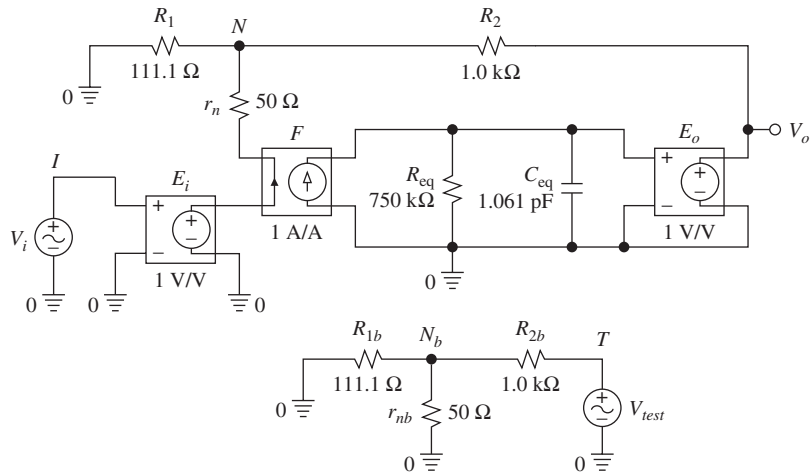 R1 N R2
0 111.1 Ω 1.0 kΩ
rn 50 Ω
F Eo Vo
I Ei + −
Req 750 kΩ Ceq 1.061 pF
Vi + − + − 1 A/A 1 V/V
0 0 1 V/V 0 0
R1b Nb R2b T
0 111.1 Ω 1.0 kΩ
rnb 50 Ω + − Vtest
0 0